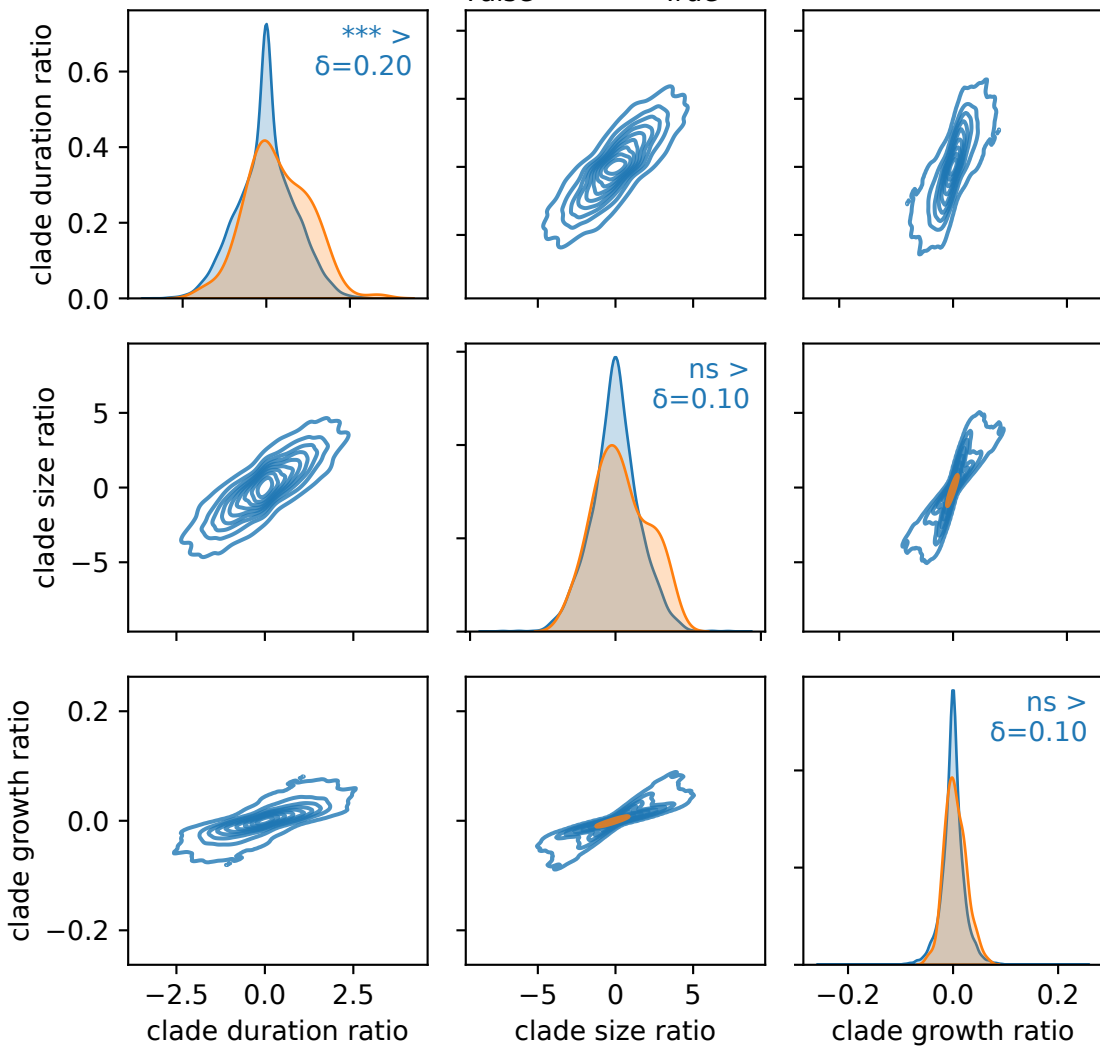 True
clade duration ratio
0.6
0.4
0.2
0.0
*** >
δ=0.20
clade size ratio
5
0
−5
ns >
δ=0.10
clade growth ratio
0.2
0.0
−0.2
ns >
δ=0.10
−2.5 0.0 2.5
−5 0 5
−0.2 0.0 0.2
clade duration ratio
clade size ratio
clade growth ratio